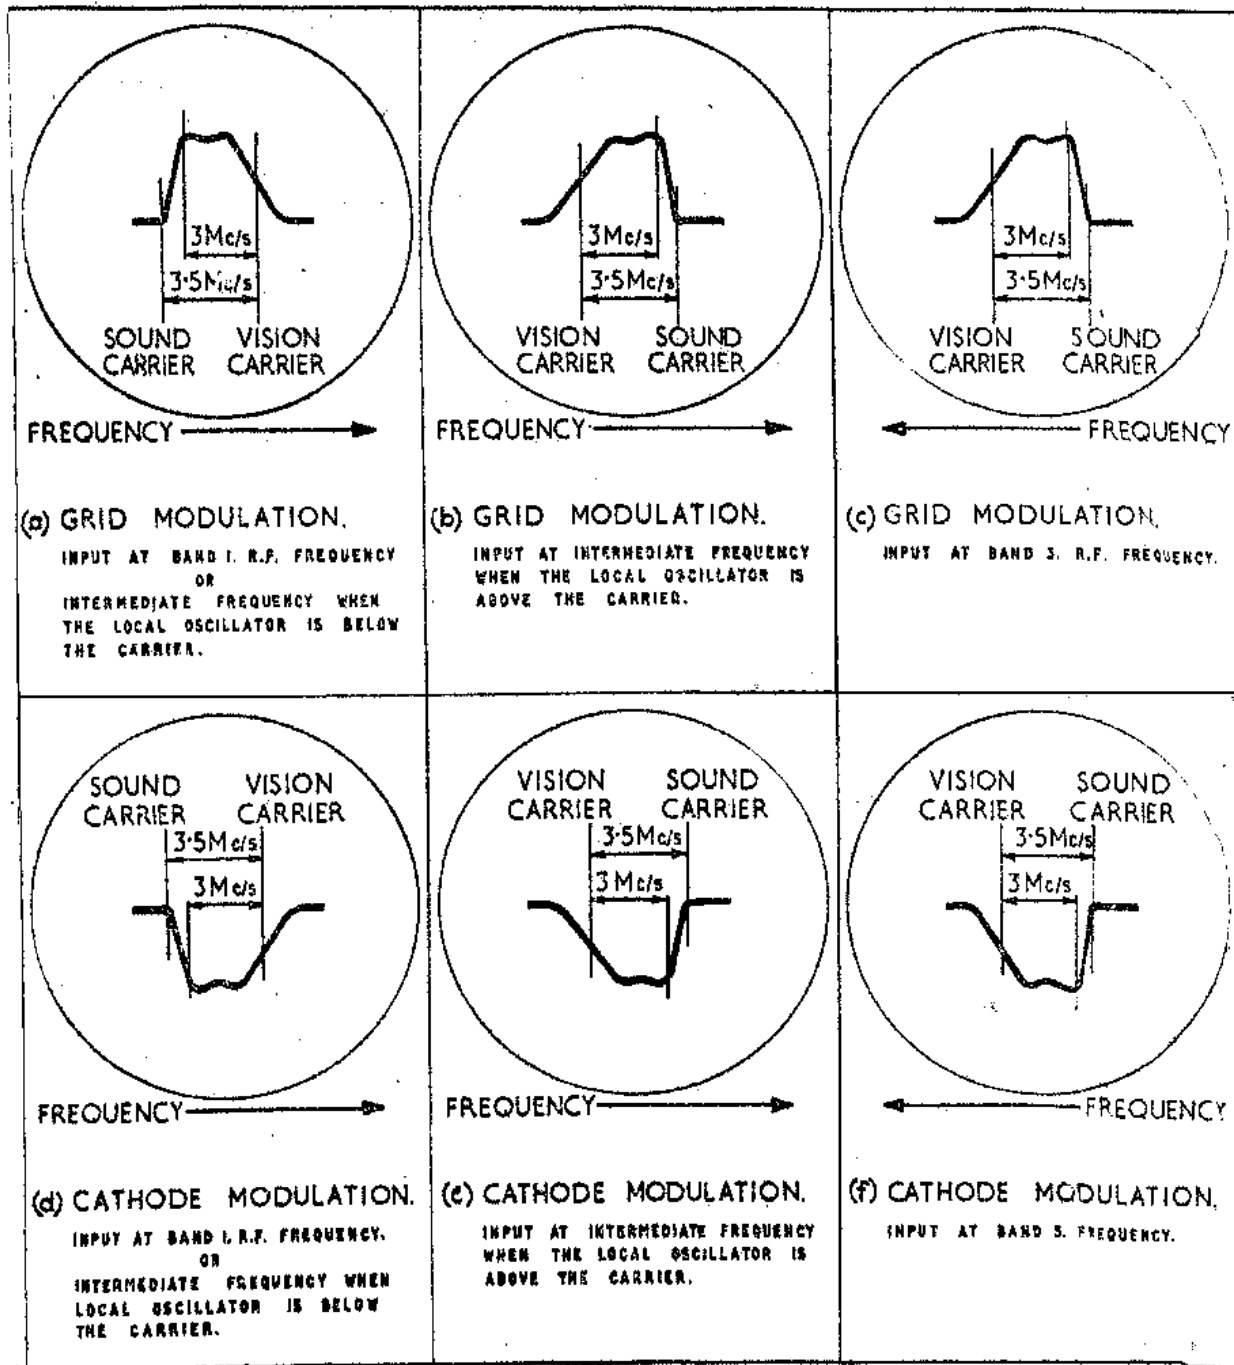 3Mc/s
3·5Mc/s
SOUND CARRIER
VISION CARRIER
FREQUENCY
(a) GRID MODULATION.
INPUT AT BAND 1. R.F. FREQUENCY
OR
INTERMEDIATE FREQUENCY WHEN
THE LOCAL OSCILLATOR IS BELOW
THE CARRIER.
3Mc/s
3·5Mc/s
VISION CARRIER
SOUND CARRIER
FREQUENCY
(b) GRID MODULATION.
INPUT AT INTERMEDIATE FREQUENCY
WHEN THE LOCAL OSCILLATOR IS
ABOVE THE CARRIER.
3Mc/s
3·5Mc/s
VISION CARRIER
SOUND CARRIER
FREQUENCY
(c) GRID MODULATION,
INPUT AT BAND 3. R.F. FREQUENCY.
SOUND CARRIER
VISION CARRIER
3·5Mc/s
3Mc/s
FREQUENCY
(d) CATHODE MODULATION.
INPUT AT BAND 1. R.F. FREQUENCY.
OR
INTERMEDIATE FREQUENCY WHEN
LOCAL OSCILLATOR IS BELOW
THE CARRIER.
VISION CARRIER
SOUND CARRIER
3·5Mc/s
3Mc/s
FREQUENCY
(e) CATHODE MODULATION.
INPUT AT INTERMEDIATE FREQUENCY
WHEN THE LOCAL OSCILLATOR IS
ABOVE THE CARRIER.
VISION CARRIER
SOUND CARRIER
3·5Mc/s
3Mc/s
FREQUENCY
(f) CATHODE MODULATION.
INPUT AT BAND 3. FREQUENCY.